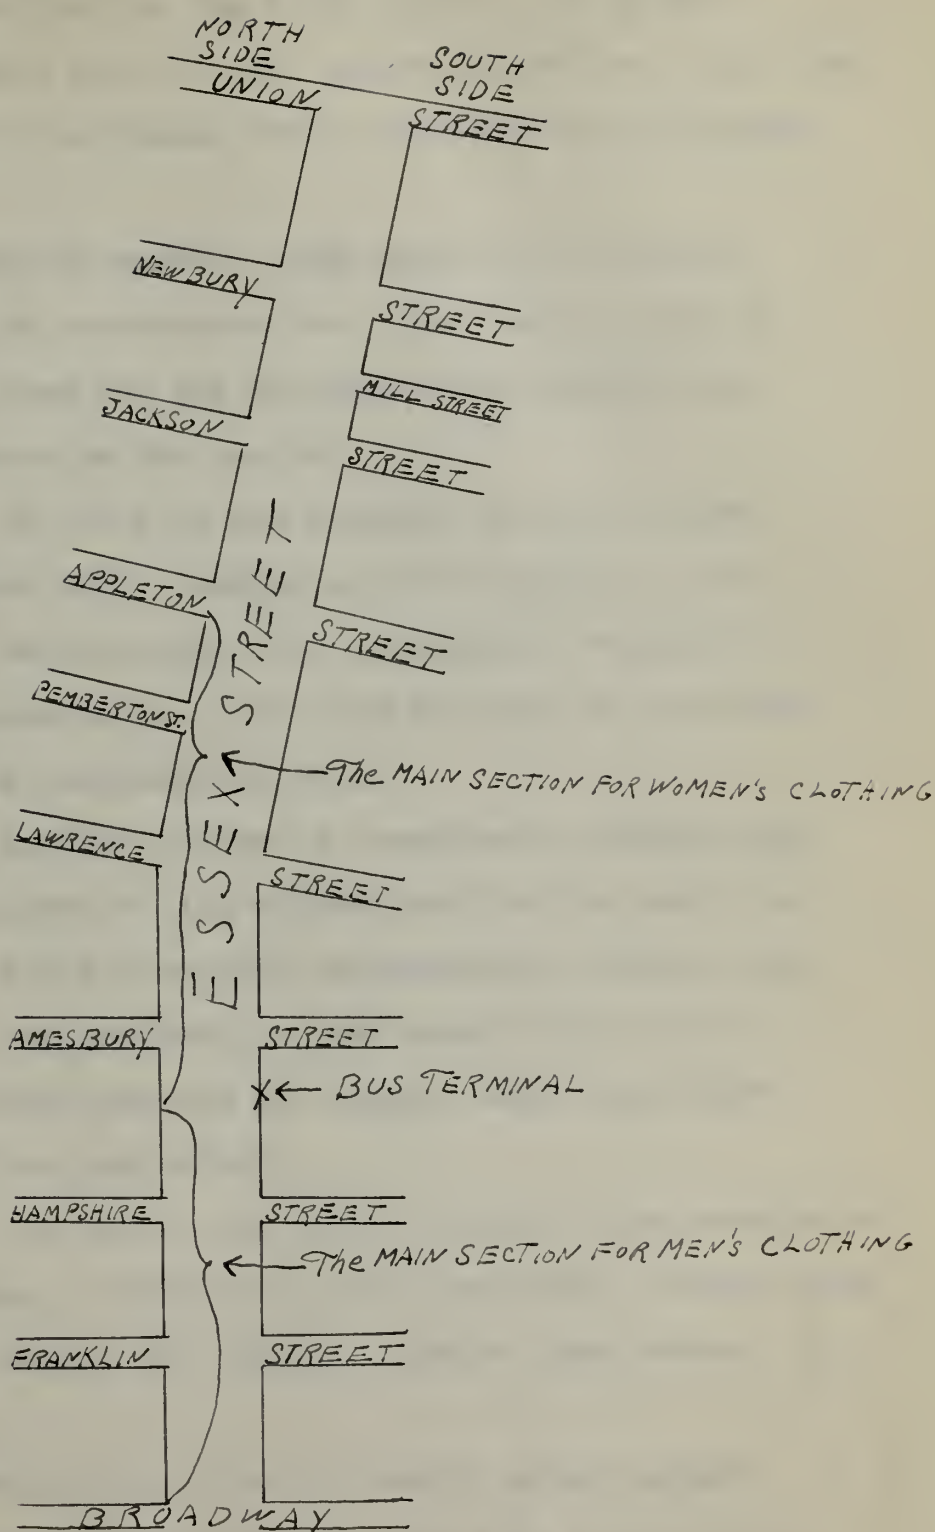 NORTH
SIDE
SOUTH
SIDE
UNION STREET
NEWBURY STREET
MILL STREET
JACKSON STREET
APPLETON STREET
PEMBERTON ST.
ESSEX STREET
The MAIN SECTION FOR WOMEN'S CLOTHING
LAWRENCE STREET
AMESBURY STREET
X BUS TERMINAL
HAMPSHIRE STREET
The MAIN SECTION FOR MEN'S CLOTHING
FRANKLIN STREET
BROADWAY